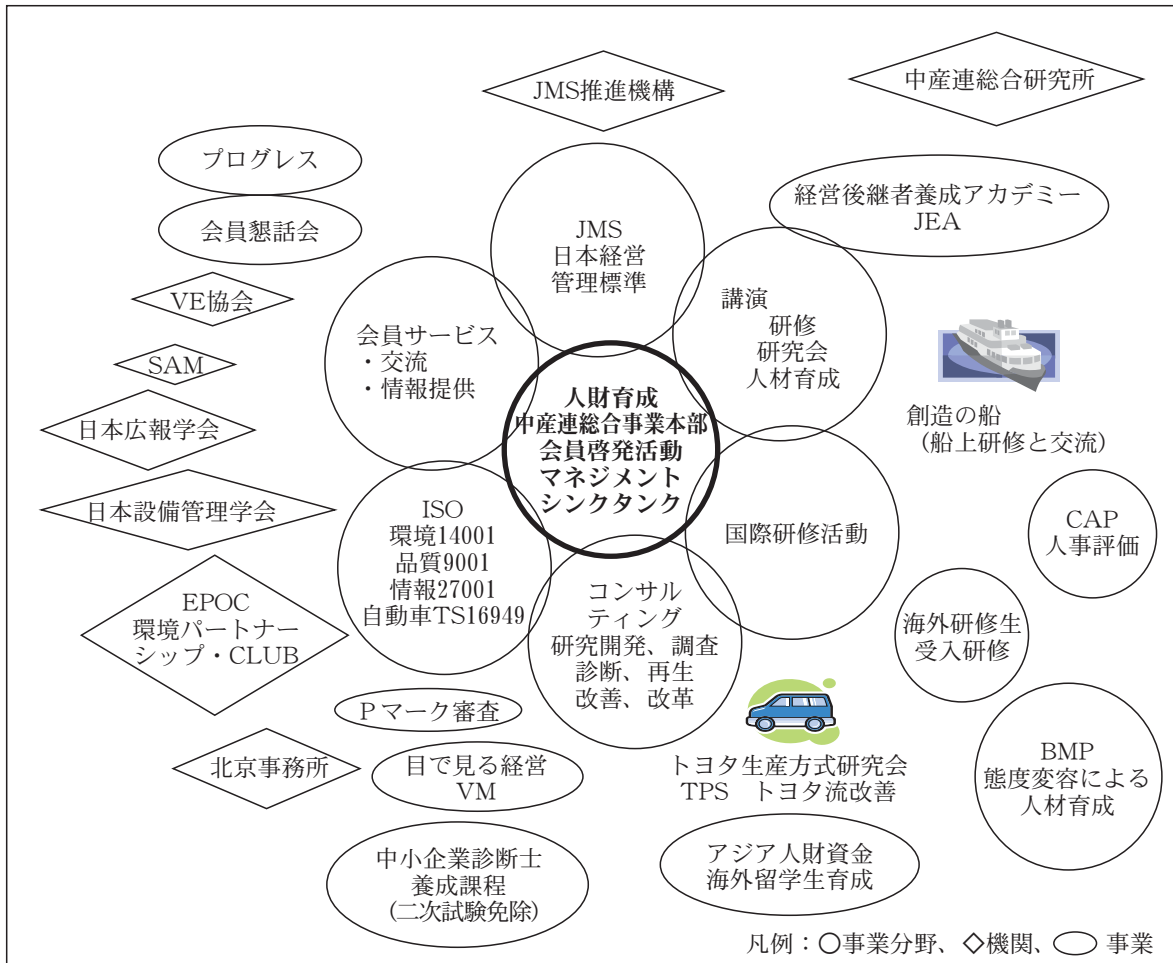 JMS推進機構
中産連総合研究所
プログレス
会員懇話会
経営後継者養成アカデミー
JEA
JMS
日本経営
管理標準
VE協会
SAM
日本広報学会
日本設備管理学会
EPOC
環境パートナー
シップ・CLUB
北京事務所
会員サービス
・交流
・情報提供
講演
研修
研究会
人材育成
人財育成
中産連総合事業本部
会員啓発活動
マネジメント
シンクタンク
創造の船
(船上研修と交流)
ISO
環境14001
品質9001
情報27001
自動車TS16949
国際研修活動
CAP
人事評価
コンサル
ティング
研究開発、調査
診断、再生
改善、改革
海外研修生
受入研修
Pマーク審査
目で見る経営
VM
トヨタ生産方式研究会
TPS トヨタ流改善
BMP
態度変容による
人材育成
中小企業診断士
養成課程
(二次試験免除)
アジア人財資金
海外留学生育成
凡例：○事業分野、◇機関、○ 事業